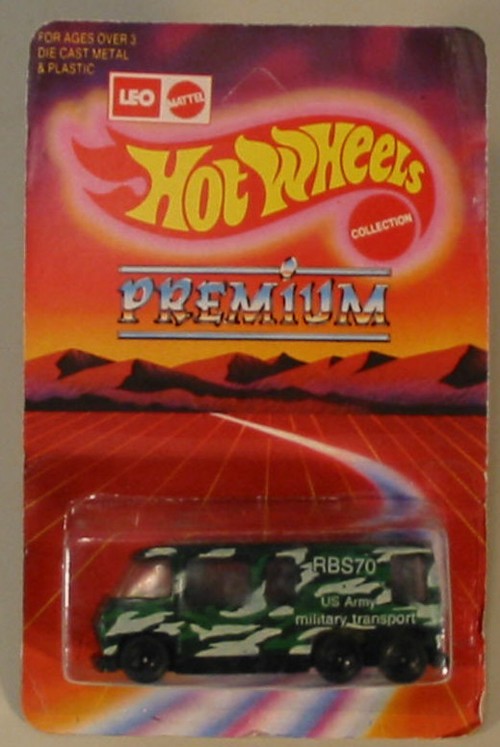 FOR AGES OVER 3
DIE CAST METAL
& PLASTIC
LEO MATTEL
HOT WHEELS
COLLECTION
PREMIUM
RBS70
US Army
military transport